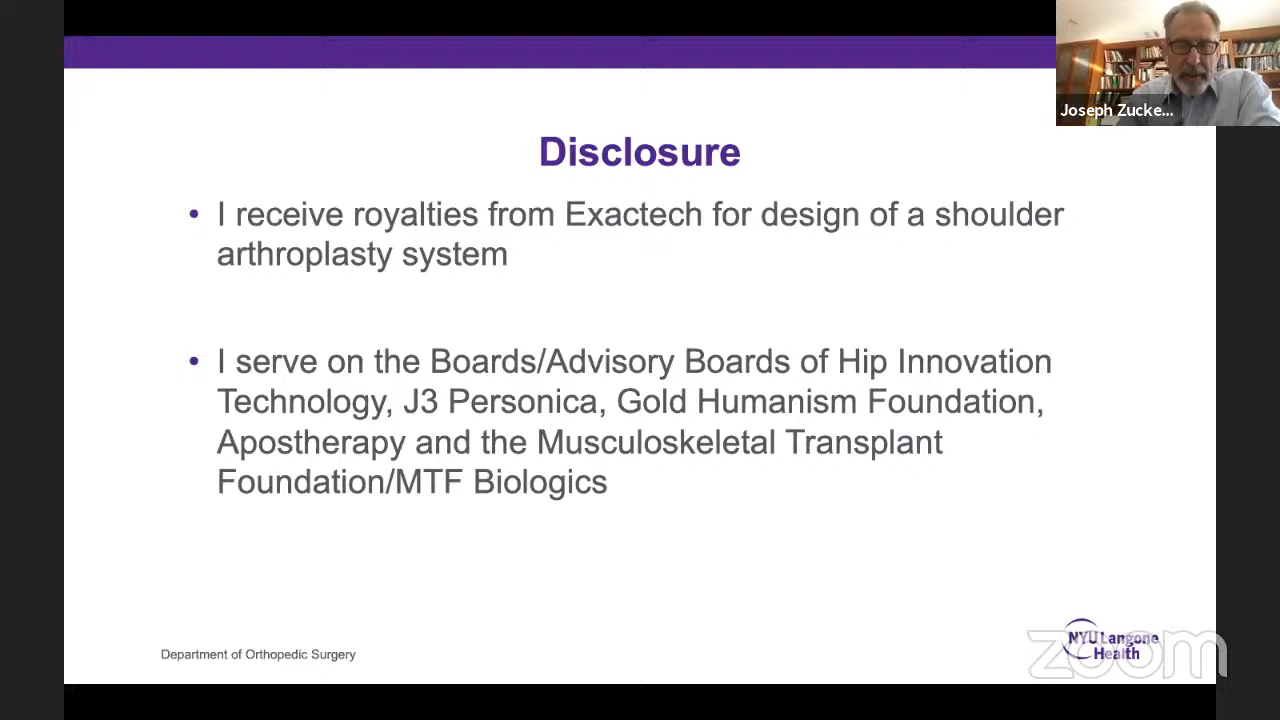 Joseph Zucke...
Disclosure
• I receive royalties from Exactech for design of a shoulder
arthroplasty system
• I serve on the Boards/Advisory Boards of Hip Innovation
Technology, J3 Personica, Gold Humanism Foundation,
Apostherapy and the Musculoskeletal Transplant
Foundation/MTF Biologics
Department of Orthopedic Surgery
NYU Langone
Health
zoom